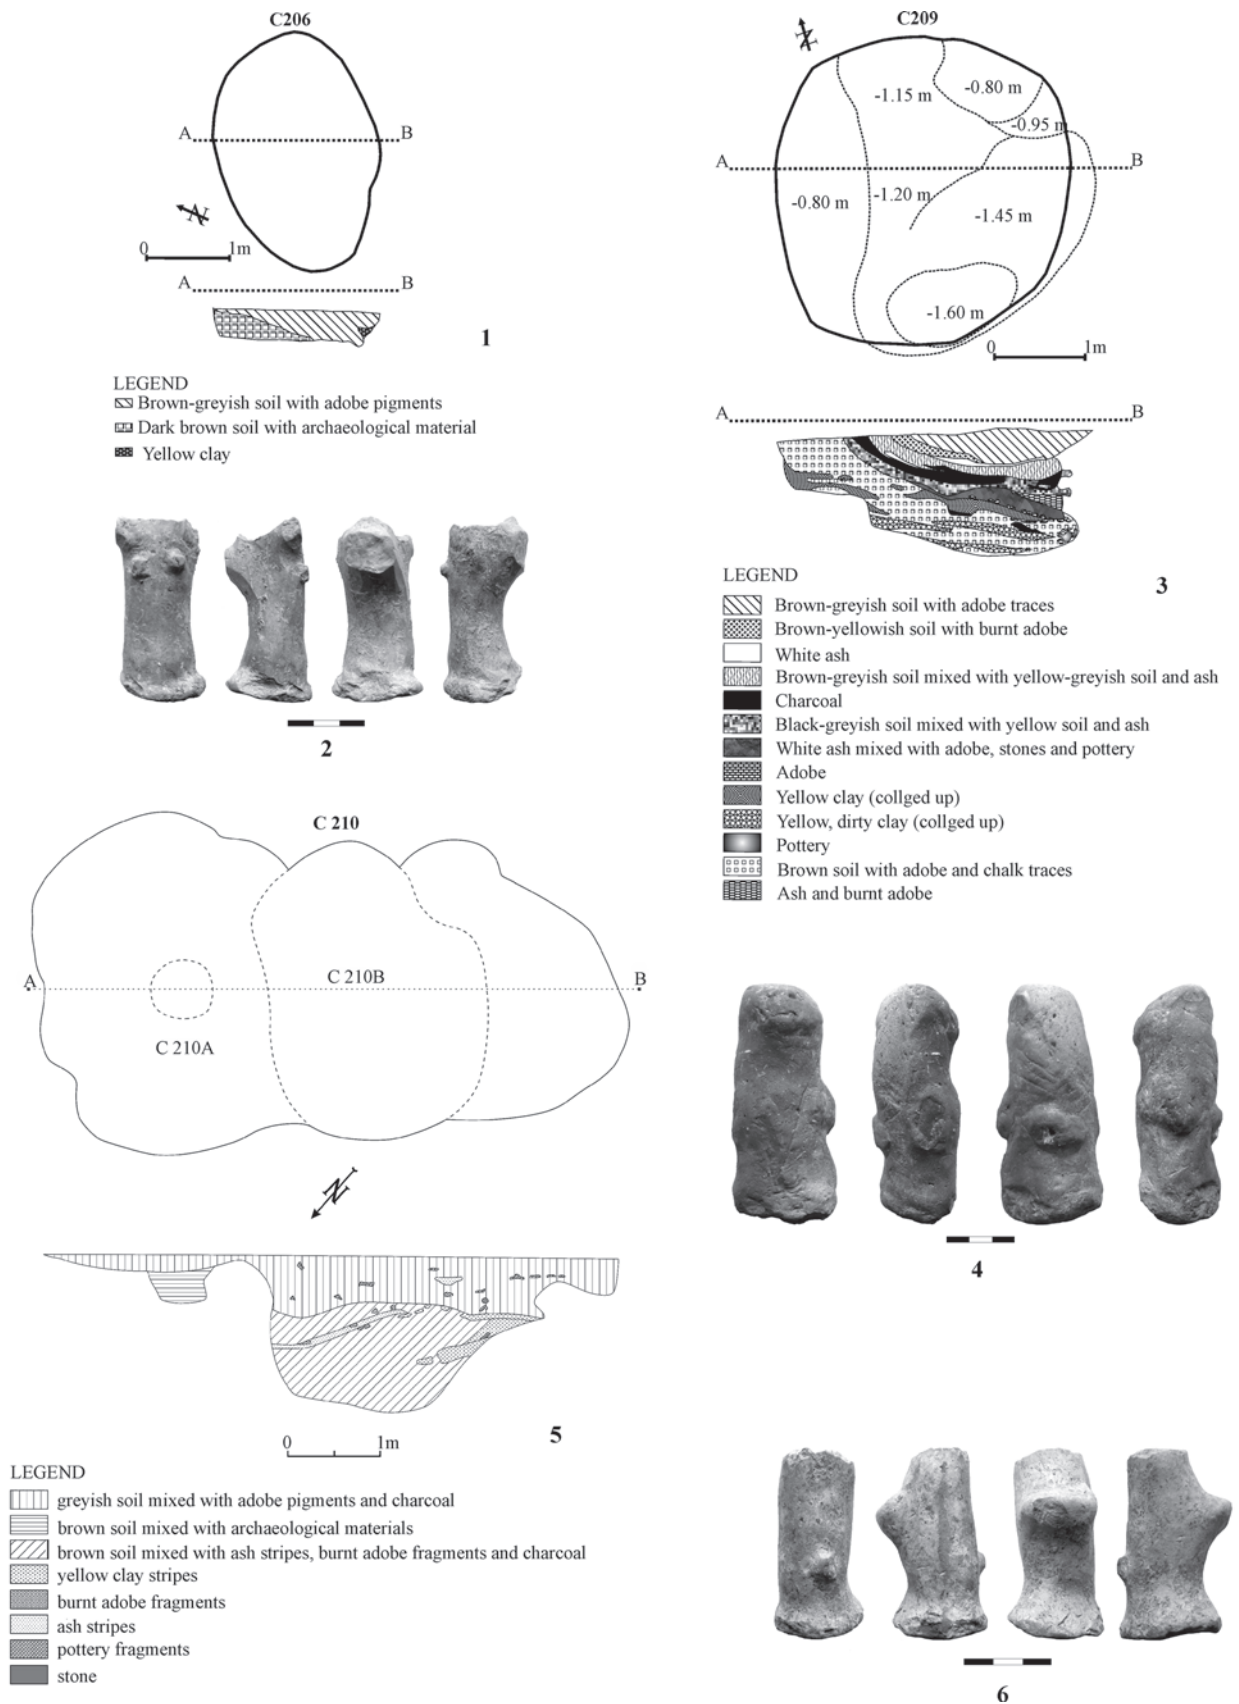 C206
A
B
N
0
1m
A
B
1
LEGEND
Brown-greyish soil with adobe pigments
Dark brown soil with archaeological material
Yellow clay
2
C209
N
-0.80 m
-1.15 m
-0.95 m
A
B
-0.80 m
-1.20 m
-1.45 m
-1.60 m
0
1m
A
B
3
LEGEND
Brown-greyish soil with adobe traces
Brown-yellowish soil with burnt adobe
White ash
Brown-greyish soil mixed with yellow-greyish soil and ash
Charcoal
Black-greyish soil mixed with yellow soil and ash
White ash mixed with adobe, stones and pottery
Adobe
Yellow clay (collged up)
Yellow, dirty clay (collged up)
Pottery
Brown soil with adobe and chalk traces
Ash and burnt adobe
4
C 210
A
C 210B
B
C 210A
N
0
1m
5
LEGEND
greyish soil mixed with adobe pigments and charcoal
brown soil mixed with archaeological materials
brown soil mixed with ash stripes, burnt adobe fragments and charcoal
yellow clay stripes
burnt adobe fragments
ash stripes
pottery fragments
stone
6